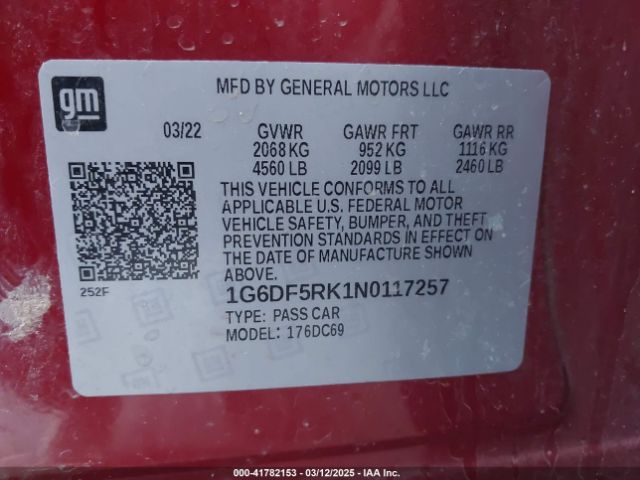 gm
MFD BY GENERAL MOTORS LLC
03/22 GVWR GAWR FRT GAWR RR
2068 KG 952 KG 1116 KG
4560 LB 2099 LB 2460 LB
THIS VEHICLE CONFORMS TO ALL
APPLICABLE U.S. FEDERAL MOTOR
VEHICLE SAFETY, BUMPER, AND THEFT
PREVENTION STANDARDS IN EFFECT ON
THE DATE OF MANUFACTURE SHOWN
ABOVE.
252F
1G6DF5RK1N0117257
TYPE: PASS CAR
MODEL: 176DC69
000-41782153 - 03/12/2025 - IAA Inc.